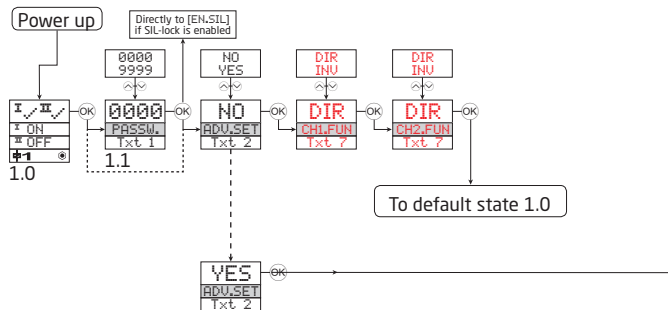 Power up
Directly to [EN.SIL]
if SIL-lock is enabled
0000
9999
NO
YES
DIR
INV
DIR
INV
I II
I ON
II OFF
1
OK
0000
PASSW.
Txt 1
OK
NO
ADV.SET
Txt 2
OK
DIR
CH1.FUN
Txt 7
OK
DIR
CH2.FUN
Txt 7
OK
1.0
1.1
To default state 1.0
YES
ADV.SET
Txt 2
OK